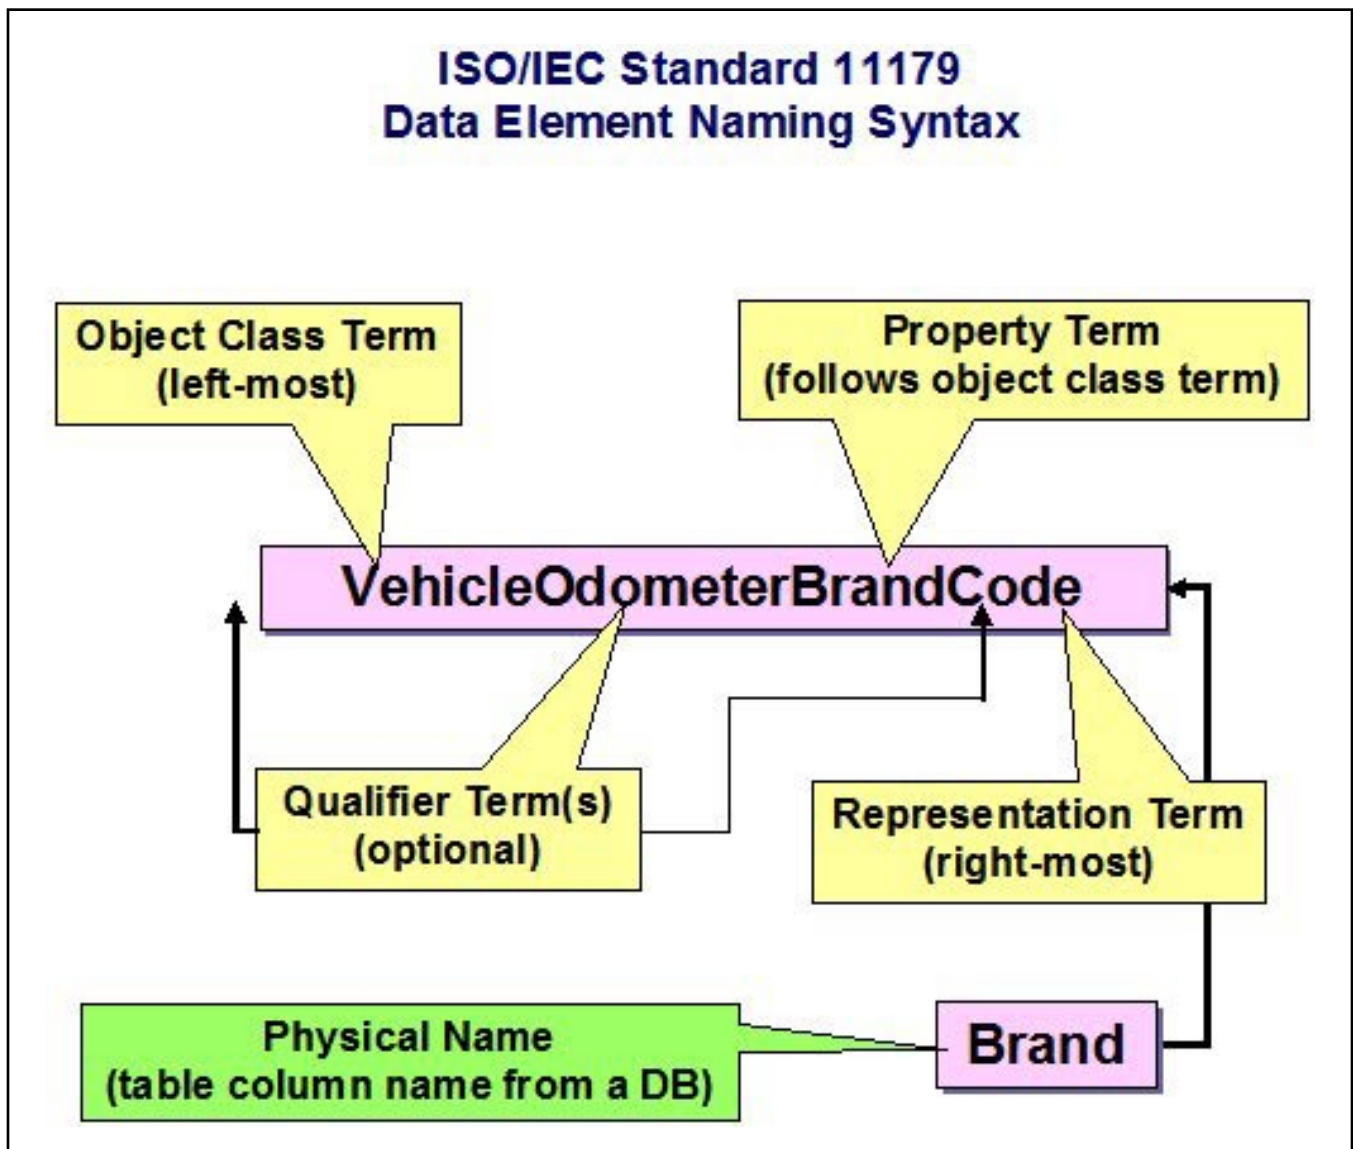 ISO/IEC Standard 11179
Data Element Naming Syntax
Object Class Term
(left-most)
Property Term
(follows object class term)
VehicleOdometerBrandCode
Qualifier Term(s)
(optional)
Representation Term
(right-most)
Physical Name
(table column name from a DB)
Brand